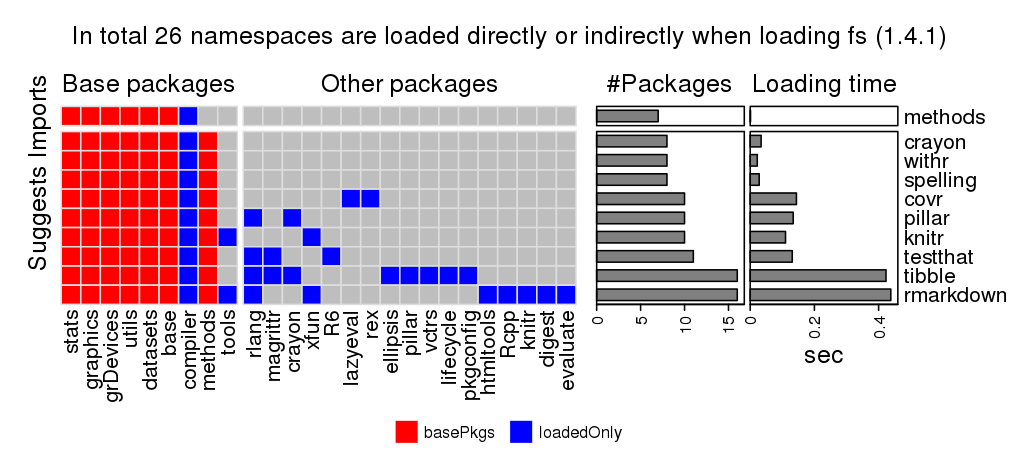 In total 26 namespaces are loaded directly or indirectly when loading fs (1.4.1)
Base packages
Other packages
#Packages
Loading time
Imports
Suggests
methods
crayon
withr
spelling
covr
pillar
knitr
testthat
tibble
rmarkdown
stats
graphics
grDevices
utils
datasets
base
compiler
methods
tools
rlang
magrittr
crayon
xfun
R6
lazyeval
rex
ellipsis
pillar
vctrs
lifecycle
pkgconfig
htmltools
Rcpp
knitr
digest
evaluate
0
5
10
15
0
0.2
0.4
sec
basePkgs
loadedOnly